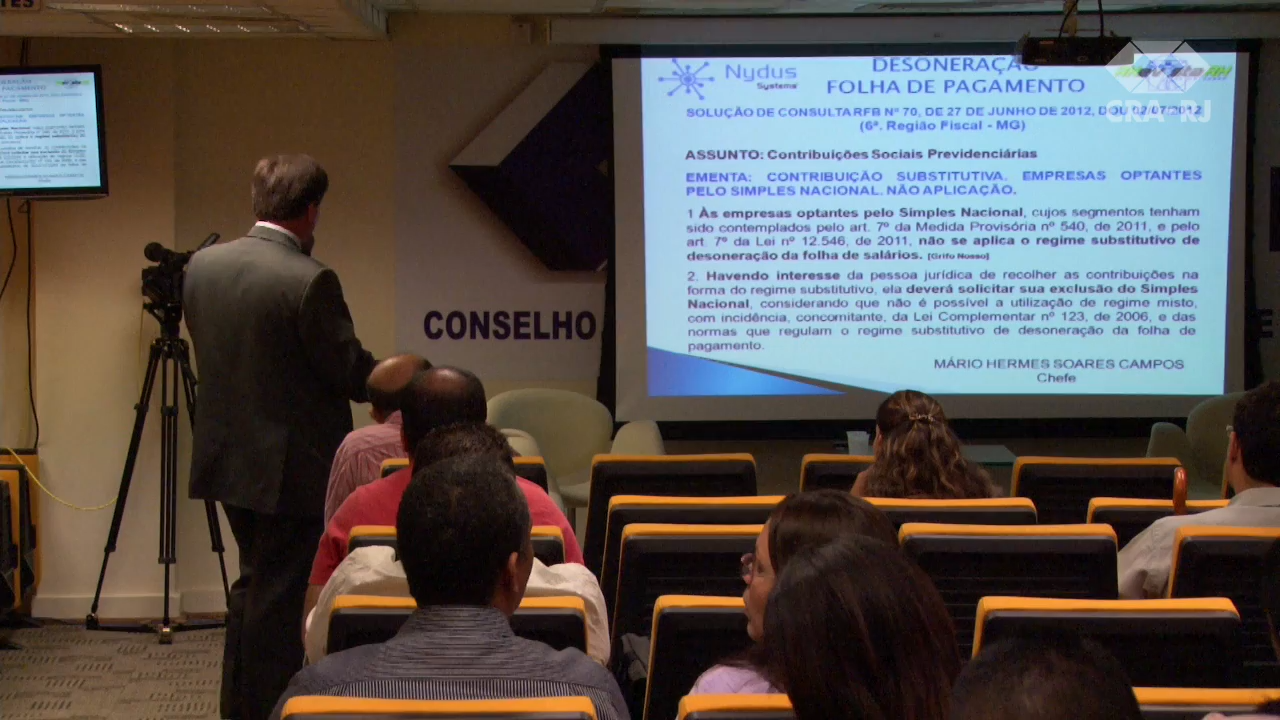 DESONERAÇÃO
Nydus
Systems
FOLHA DE PAGAMENTO
CRA-RJ
SOLUÇÃO DE CONSULTA RFB Nº 70, DE 27 DE JUNHO DE 2012, DOU 02/07/2012
(6ª. Região Fiscal - MG)
ASSUNTO: Contribuições Sociais Previdenciárias
EMENTA: CONTRIBUIÇÃO SUBSTITUTIVA. EMPRESAS OPTANTES
PELO SIMPLES NACIONAL. NÃO APLICAÇÃO.
1 Às empresas optantes pelo Simples Nacional, cujos segmentos tenham
sido contemplados pelo art. 7º da Medida Provisória nº 540, de 2011, e pelo
art. 7º da Lei nº 12.546, de 2011, não se aplica o regime substitutivo de
desoneração da folha de salários. [Grifo Nosso]
2. Havendo interesse da pessoa jurídica de recolher as contribuições na
forma do regime substitutivo, ela deverá solicitar sua exclusão do Simples
Nacional, considerando que não é possível a utilização de regime misto,
com incidência, concomitante, da Lei Complementar nº 123, de 2006, e das
normas que regulam o regime substitutivo de desoneração da folha de
pagamento.
MÁRIO HERMES SOARES CAMPOS
Chefe
CONSELHO